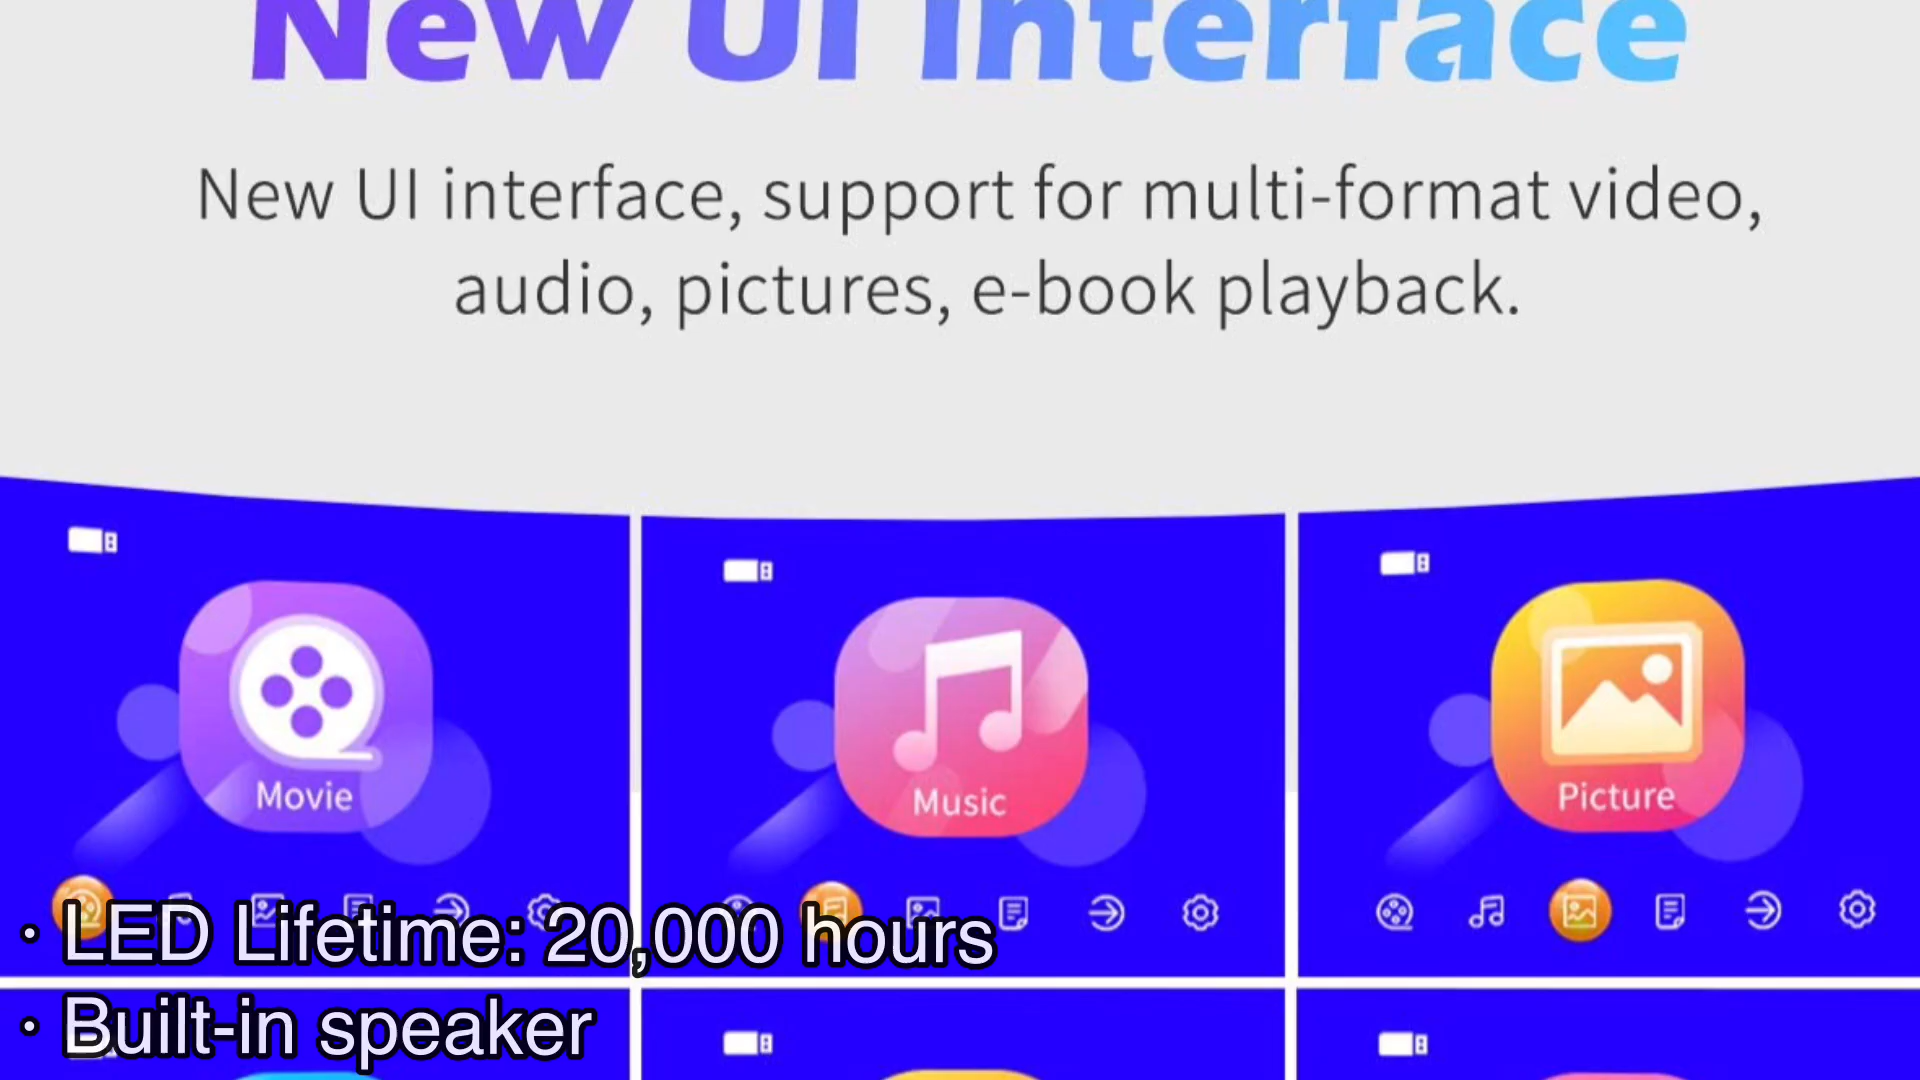 New UI Interface
New UI interface, support for multi-format video,
audio, pictures, e-book playback.
Movie
Music
Picture
· LED Lifetime: 20,000 hours
· Built-in speaker